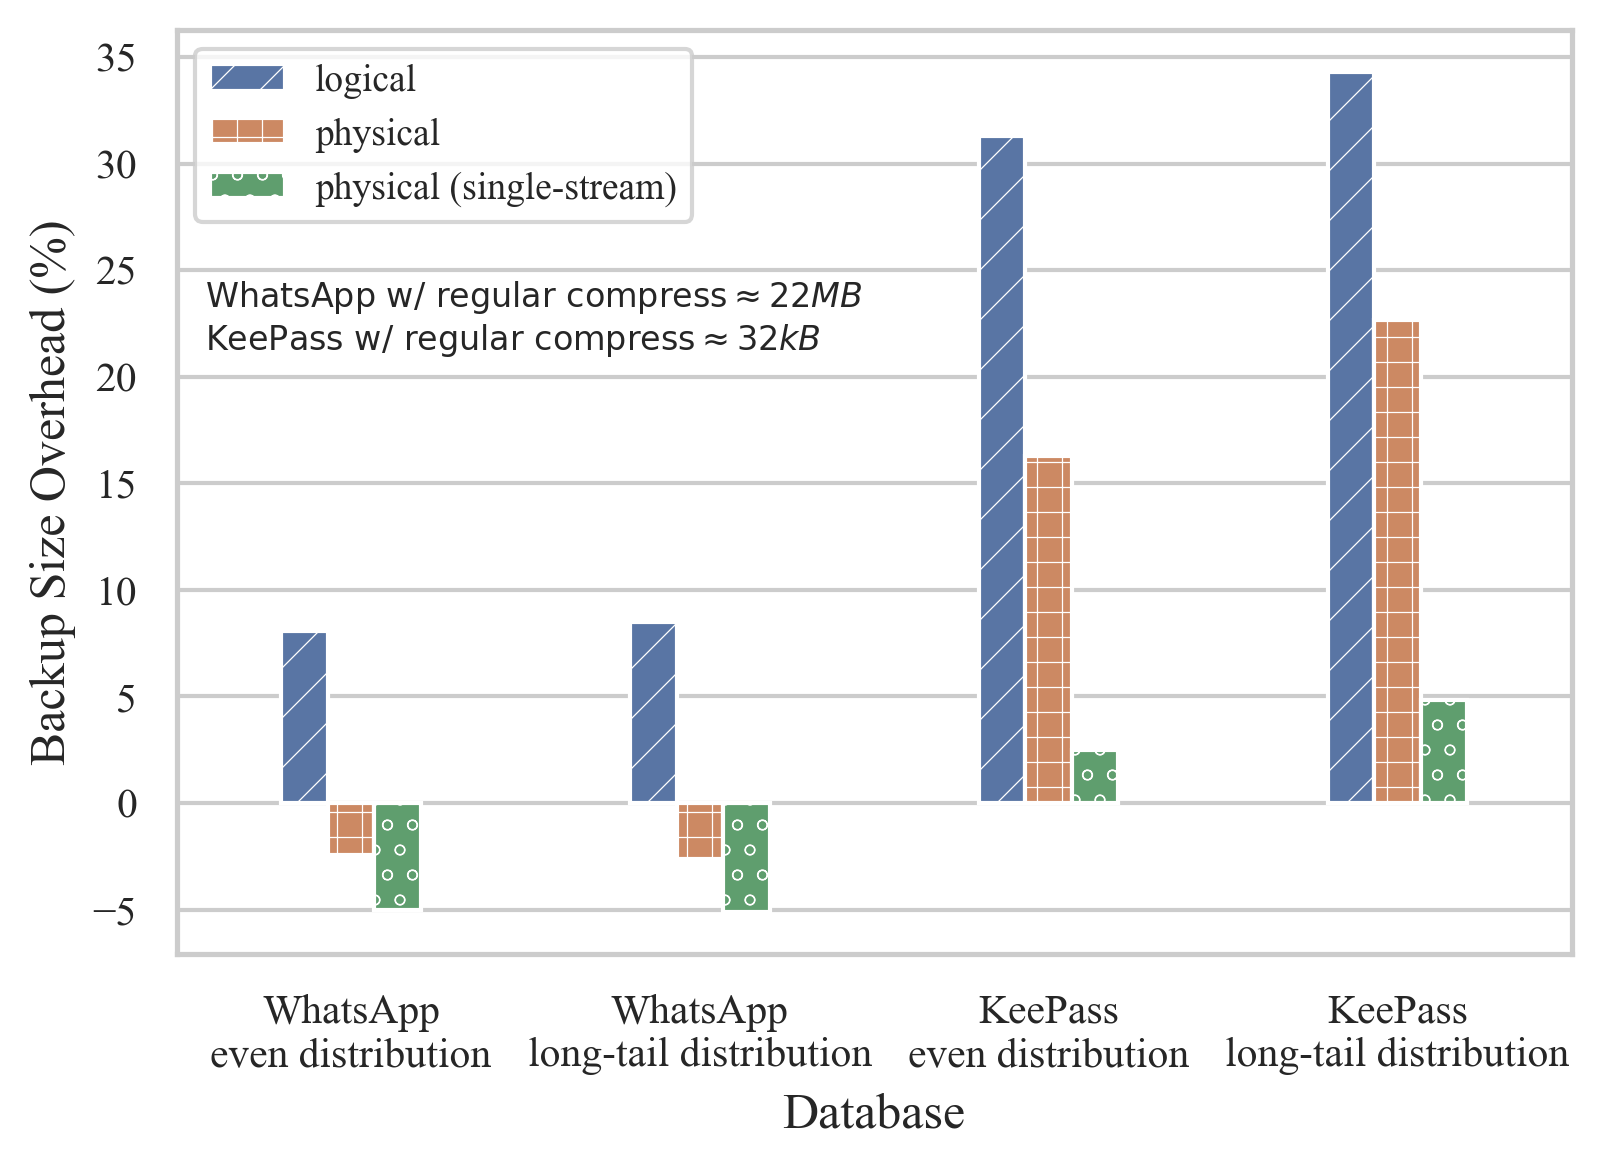 35
30
25
20
15
10
5
0
−5
Backup Size Overhead (%)
logical
physical
physical (single-stream)
WhatsApp w/ regular compress ≈ 22MB
KeePass w/ regular compress ≈ 32kB
WhatsApp
even distribution
WhatsApp
long-tail distribution
KeePass
even distribution
KeePass
long-tail distribution
Database